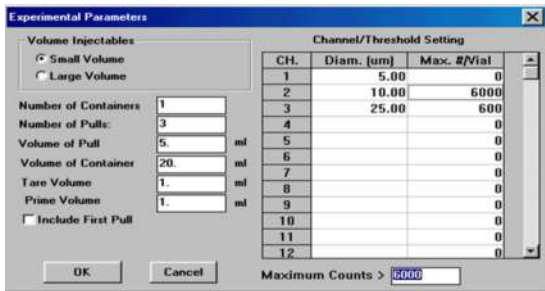 Experimental Parameters
Volume Injectables
Small Volume
Large Volume
Number of Containers 1
Number of Pulls: 3
Volume of Pull 5. ml
Volume of Container 20. ml
Tare Volume 1. ml
Prime Volume 1. ml
Include First Pull
OK Cancel
Channel/Threshold Setting
CH. Diam. (um) Max. #/Vial
1 5.00 0
2 10.00 6000
3 25.00 600
4 0
5 0
6 0
7 0
8 0
9 0
10 0
11 0
12 0
Maximum Counts > 6000